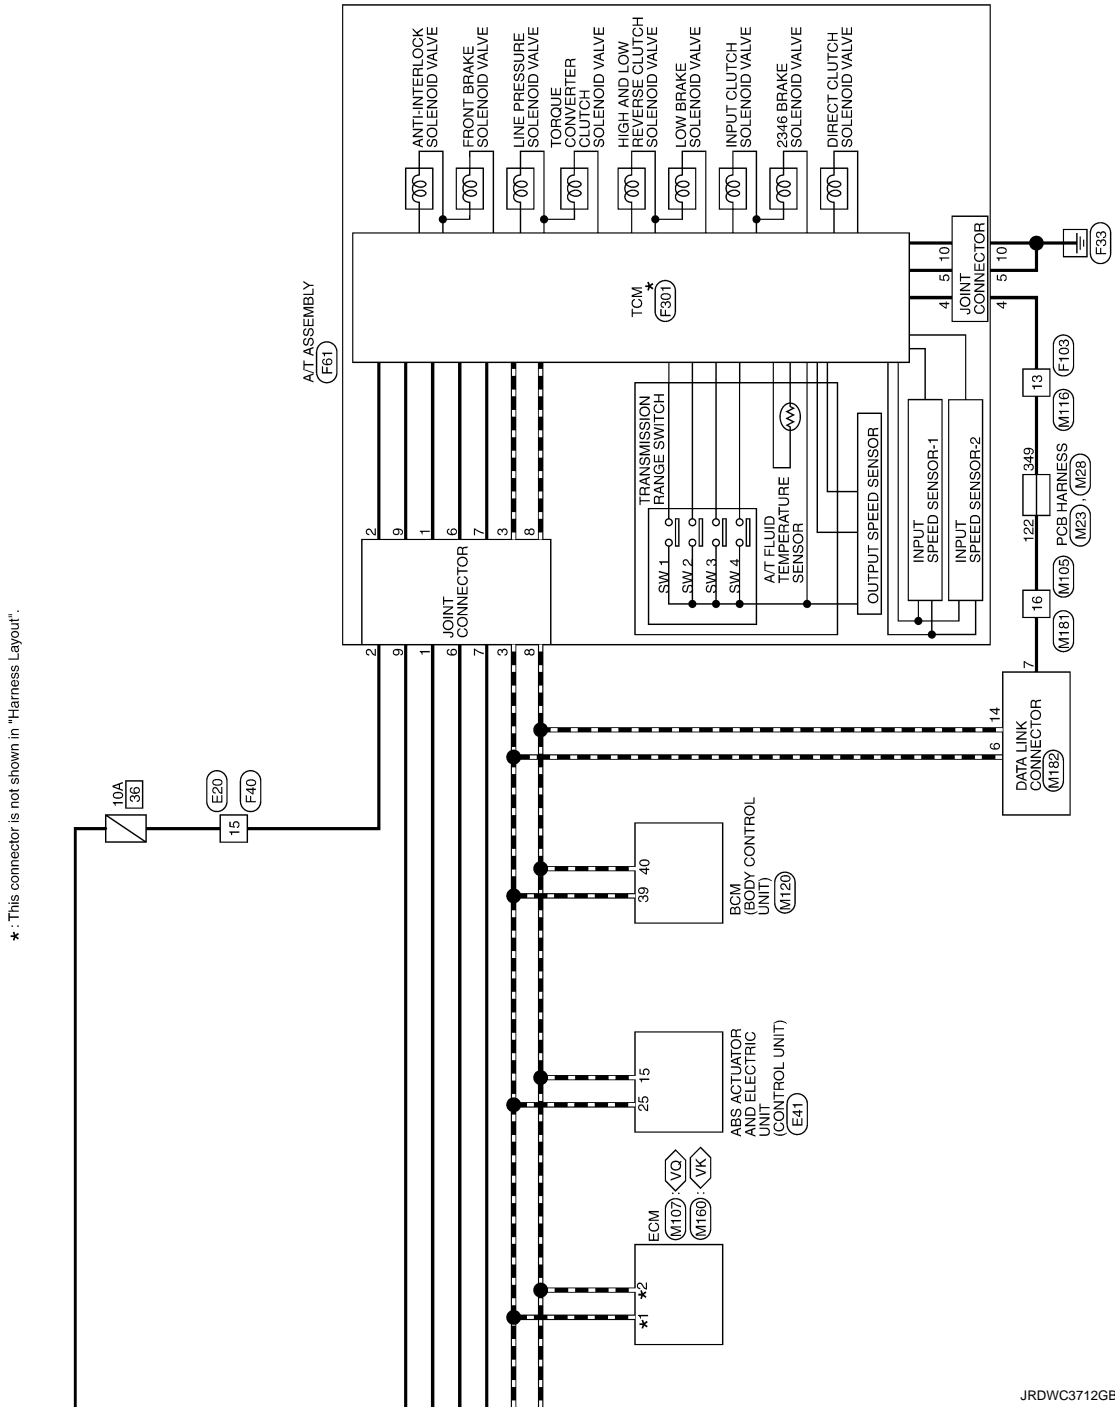 ★ : This connector is not shown in "Harness Layout".
10A
36
15
E20
F40
A/T ASSEMBLY
F61
ANTI-INTERLOCK
SOLENOID VALVE
FRONT BRAKE
SOLENOID VALVE
LINE PRESSURE
SOLENOID VALVE
TORQUE
CONVERTER
CLUTCH
SOLENOID VALVE
HIGH AND LOW
REVERSE CLUTCH
SOLENOID VALVE
LOW BRAKE
SOLENOID VALVE
INPUT CLUTCH
SOLENOID VALVE
2346 BRAKE
SOLENOID VALVE
DIRECT CLUTCH
SOLENOID VALVE
TCM ★
F301
2
9
1
6
7
3
8
JOINT
CONNECTOR
2
9
1
6
7
3
8
TRANSMISSION
RANGE SWITCH
SW 1
SW 2
SW 3
SW 4
A/T FLUID
TEMPERATURE
SENSOR
OUTPUT SPEED SENSOR
INPUT
SPEED SENSOR-1
INPUT
SPEED SENSOR-2
10
5
4
JOINT
CONNECTOR
10
5
4
F33
13
F103
M116
349
122
PCB HARNESS
M23 , M28
16
M105
M181
7
14
6
DATA LINK
CONNECTOR
M182
40
39
BCM
(BODY CONTROL
UNIT)
M120
15
25
ABS ACTUATOR
AND ELECTRIC
UNIT
(CONTROL UNIT)
E41
★2
★1
ECM
M107 : VQ
M160 : VK
JRDWC3712GB